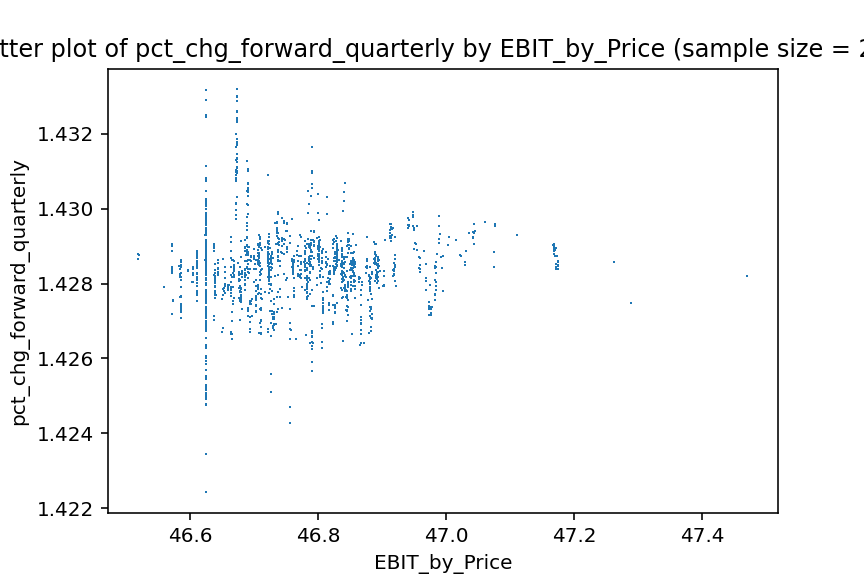 tter plot of pct_chg_forward_quarterly by EBIT_by_Price (sample size = 2
1.432
1.430
1.428
1.426
1.424
1.422
pct_chg_forward_quarterly
46.6 46.8 47.0 47.2 47.4
EBIT_by_Price